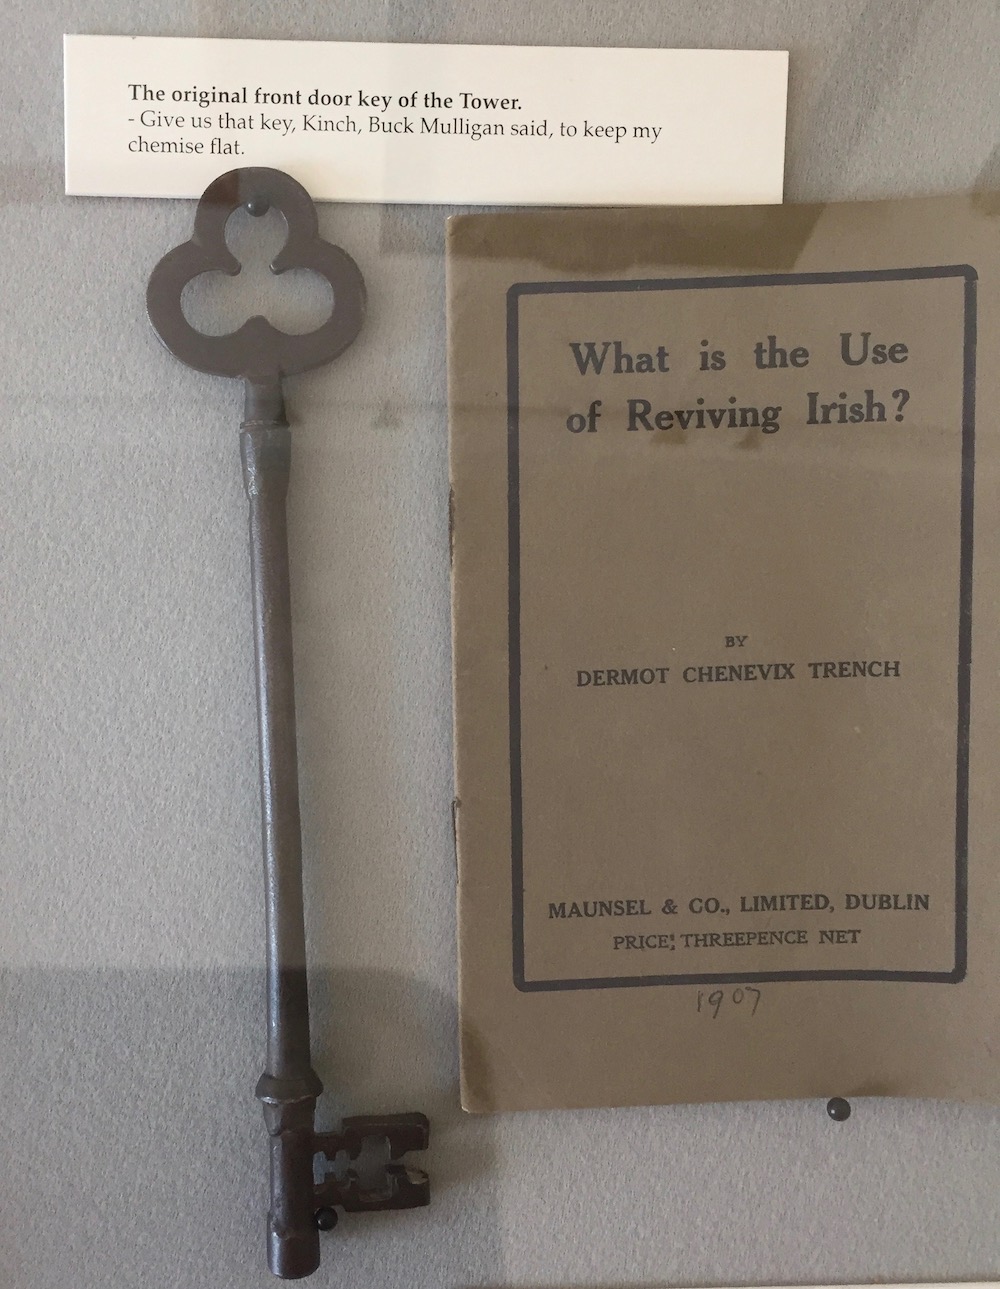 The original front door key of the Tower.
- Give us that key, Kinch, Buck Mulligan said, to keep my
chemise flat.
What is the Use
of Reviving Irish?
BY
DERMOT CHENEVIX TRENCH
MAUNSEL & CO., LIMITED, DUBLIN
PRICE: THREEPENCE NET
1907